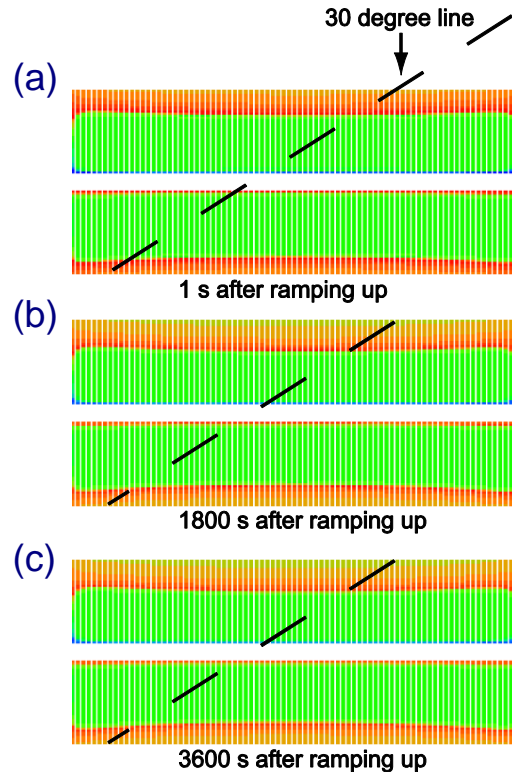 30 degree line
(a)
1 s after ramping up
(b)
1800 s after ramping up
(c)
3600 s after ramping up